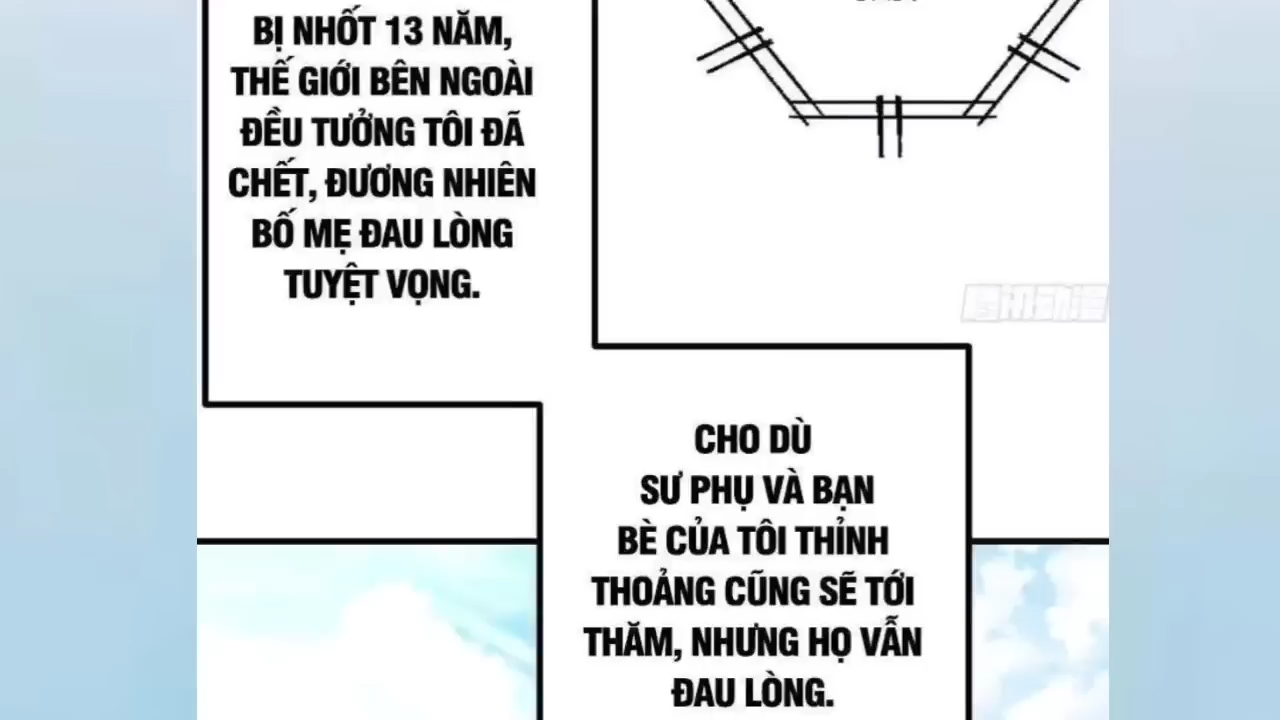 BỊ NHỐT 13 NĂM,
THẾ GIỚI BÊN NGOÀI
ĐỀU TƯỞNG TÔI ĐÃ
CHẾT, ĐƯƠNG NHIÊN
BỐ MẸ ĐAU LÒNG
TUYỆT VỌNG.
CHO DÙ
SƯ PHỤ VÀ BẠN
BÈ CỦA TÔI THỈNH
THOẢNG CŨNG SẼ TỚI
THĂM, NHƯNG HỌ VẪN
ĐAU LÒNG.